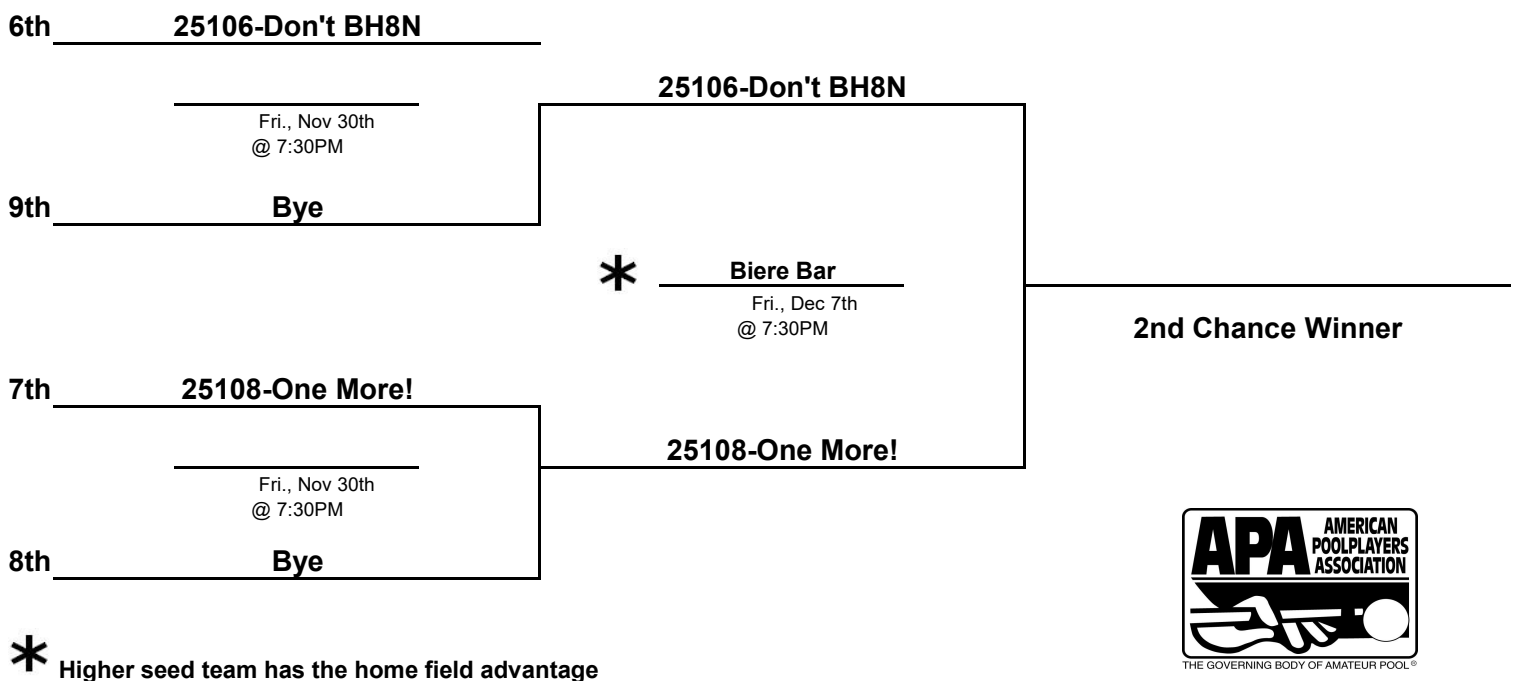 6th 25106-Don't BH8N
25106-Don't BH8N
Fri., Nov 30th
@ 7:30PM
9th Bye
* Biere Bar
Fri., Dec 7th
@ 7:30PM
2nd Chance Winner
7th 25108-One More!
25108-One More!
Fri., Nov 30th
@ 7:30PM
8th Bye
* Higher seed team has the home field advantage
APA AMERICAN
POOLPLAYERS
ASSOCIATION
THE GOVERNING BODY OF AMATEUR POOL®